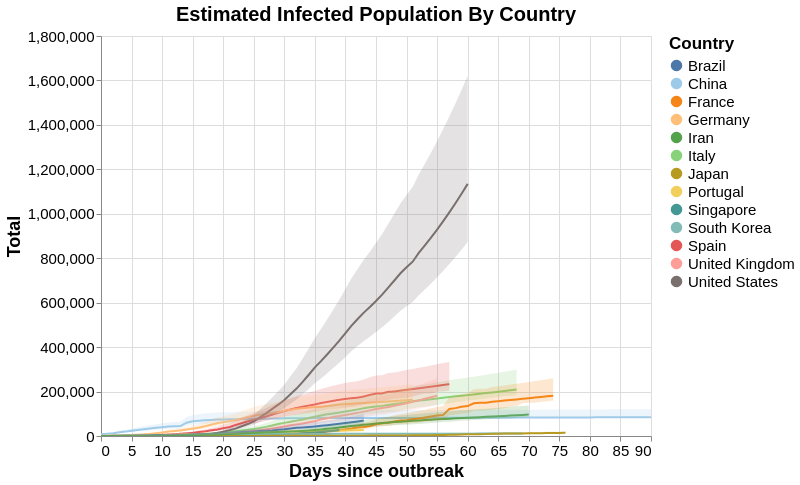 Estimated Infected Population By Country
Total
1,800,000
1,600,000
1,400,000
1,200,000
1,000,000
800,000
600,000
400,000
200,000
0
0 5 10 15 20 25 30 35 40 45 50 55 60 65 70 75 80 85 90
Days since outbreak
Country
Brazil
China
France
Germany
Iran
Italy
Japan
Portugal
Singapore
South Korea
Spain
United Kingdom
United States